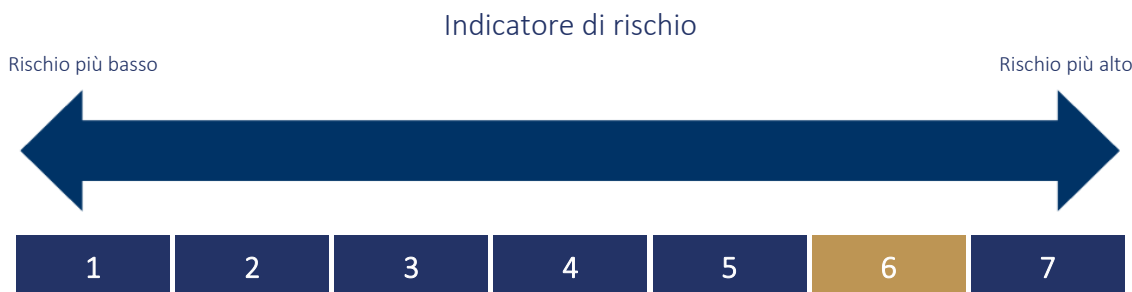 Indicatore di rischio
Rischio più basso Rischio più alto
1 2 3 4 5 6 7